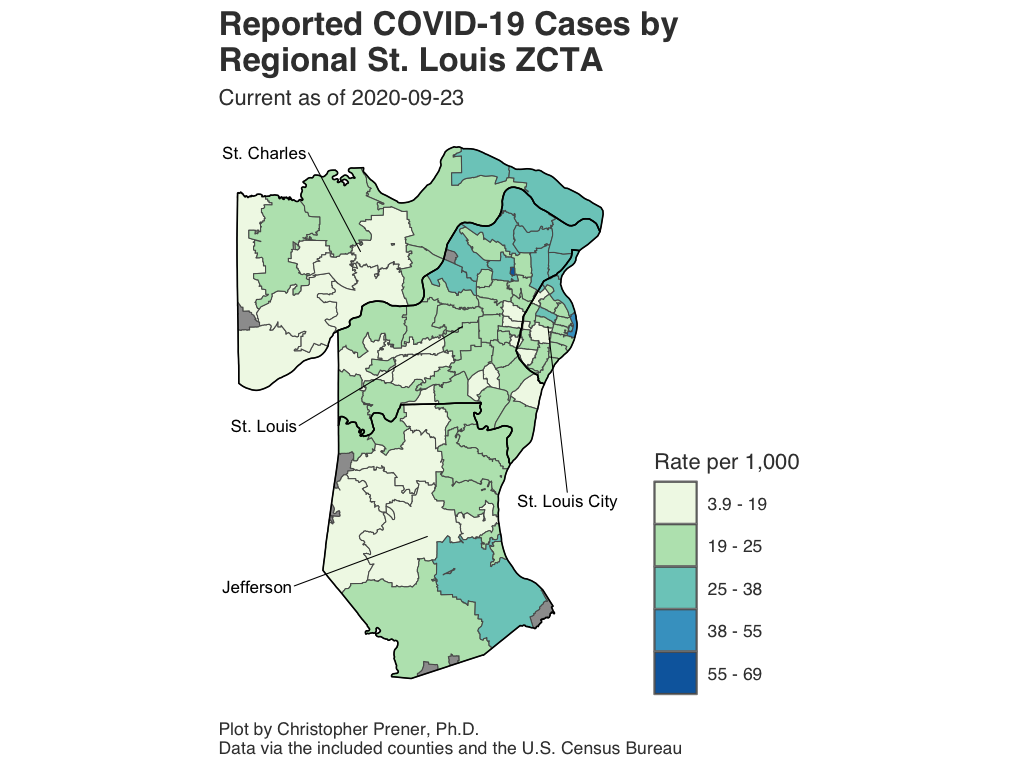 Reported COVID-19 Cases by
Regional St. Louis ZCTA
Current as of 2020-09-23
St. Charles
St. Louis
Rate per 1,000
3.9 - 19
St. Louis City
19 - 25
Jefferson
25 - 38
38 - 55
55 - 69
Plot by Christopher Prener, Ph.D.
Data via the included counties and the U.S. Census Bureau